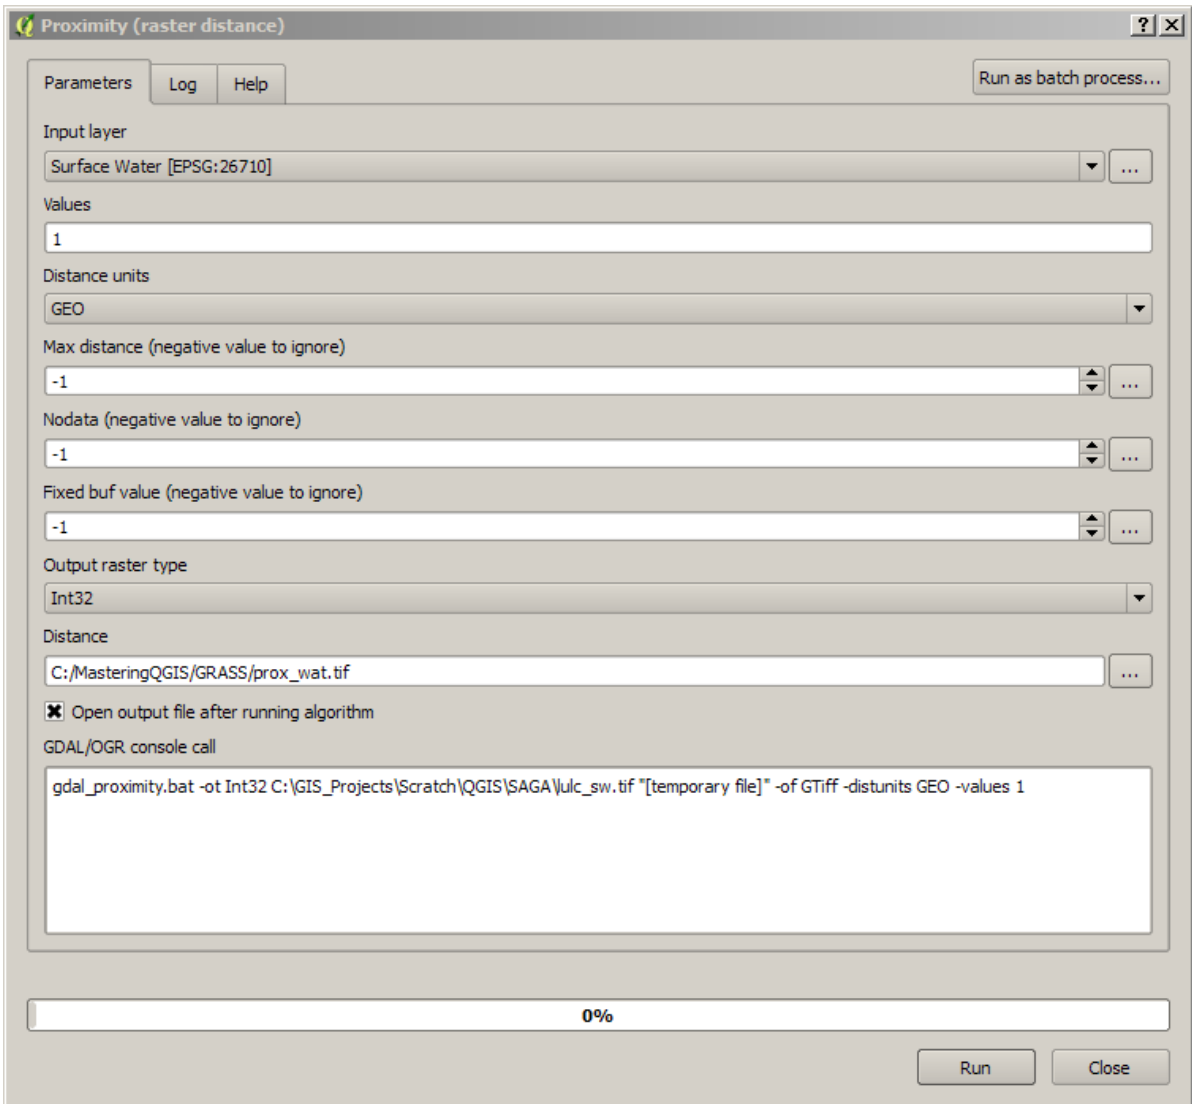 Proximity (raster distance)
Parameters
Log
Help
Run as batch process...
Input layer
Surface Water [EPSG:26710]
...
Values
1
Distance units
GEO
Max distance (negative value to ignore)
-1
...
Nodata (negative value to ignore)
-1
...
Fixed buf value (negative value to ignore)
-1
...
Output raster type
Int32
Distance
C:/MasteringQGIS/GRASS/prox_wat.tif
...
Open output file after running algorithm
GDAL/OGR console call
gdal_proximity.bat -ot Int32 C:\GIS_Projects\Scratch\QGIS\SAGA\lulc_sw.tif "[temporary file]" -of GTiff -distunits GEO -values 1
0%
Run
Close